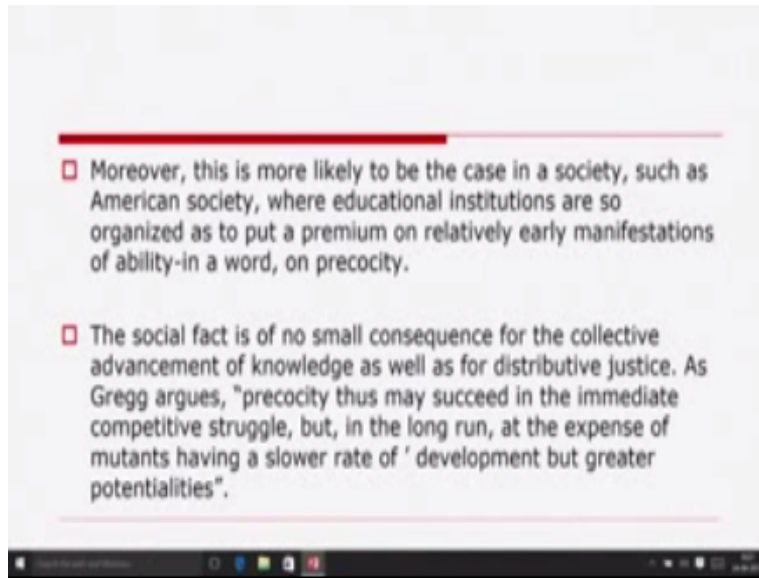 Moreover, this is more likely to be the case in a society, such as
American society, where educational institutions are so
organized as to put a premium on relatively early manifestations
of ability-in a word, on precocity.
The social fact is of no small consequence for the collective
advancement of knowledge as well as for distributive justice. As
Gregg argues, "precocity thus may succeed in the immediate
competitive struggle, but, in the long run, at the expense of
mutants having a slower rate of ' development but greater
potentialities".